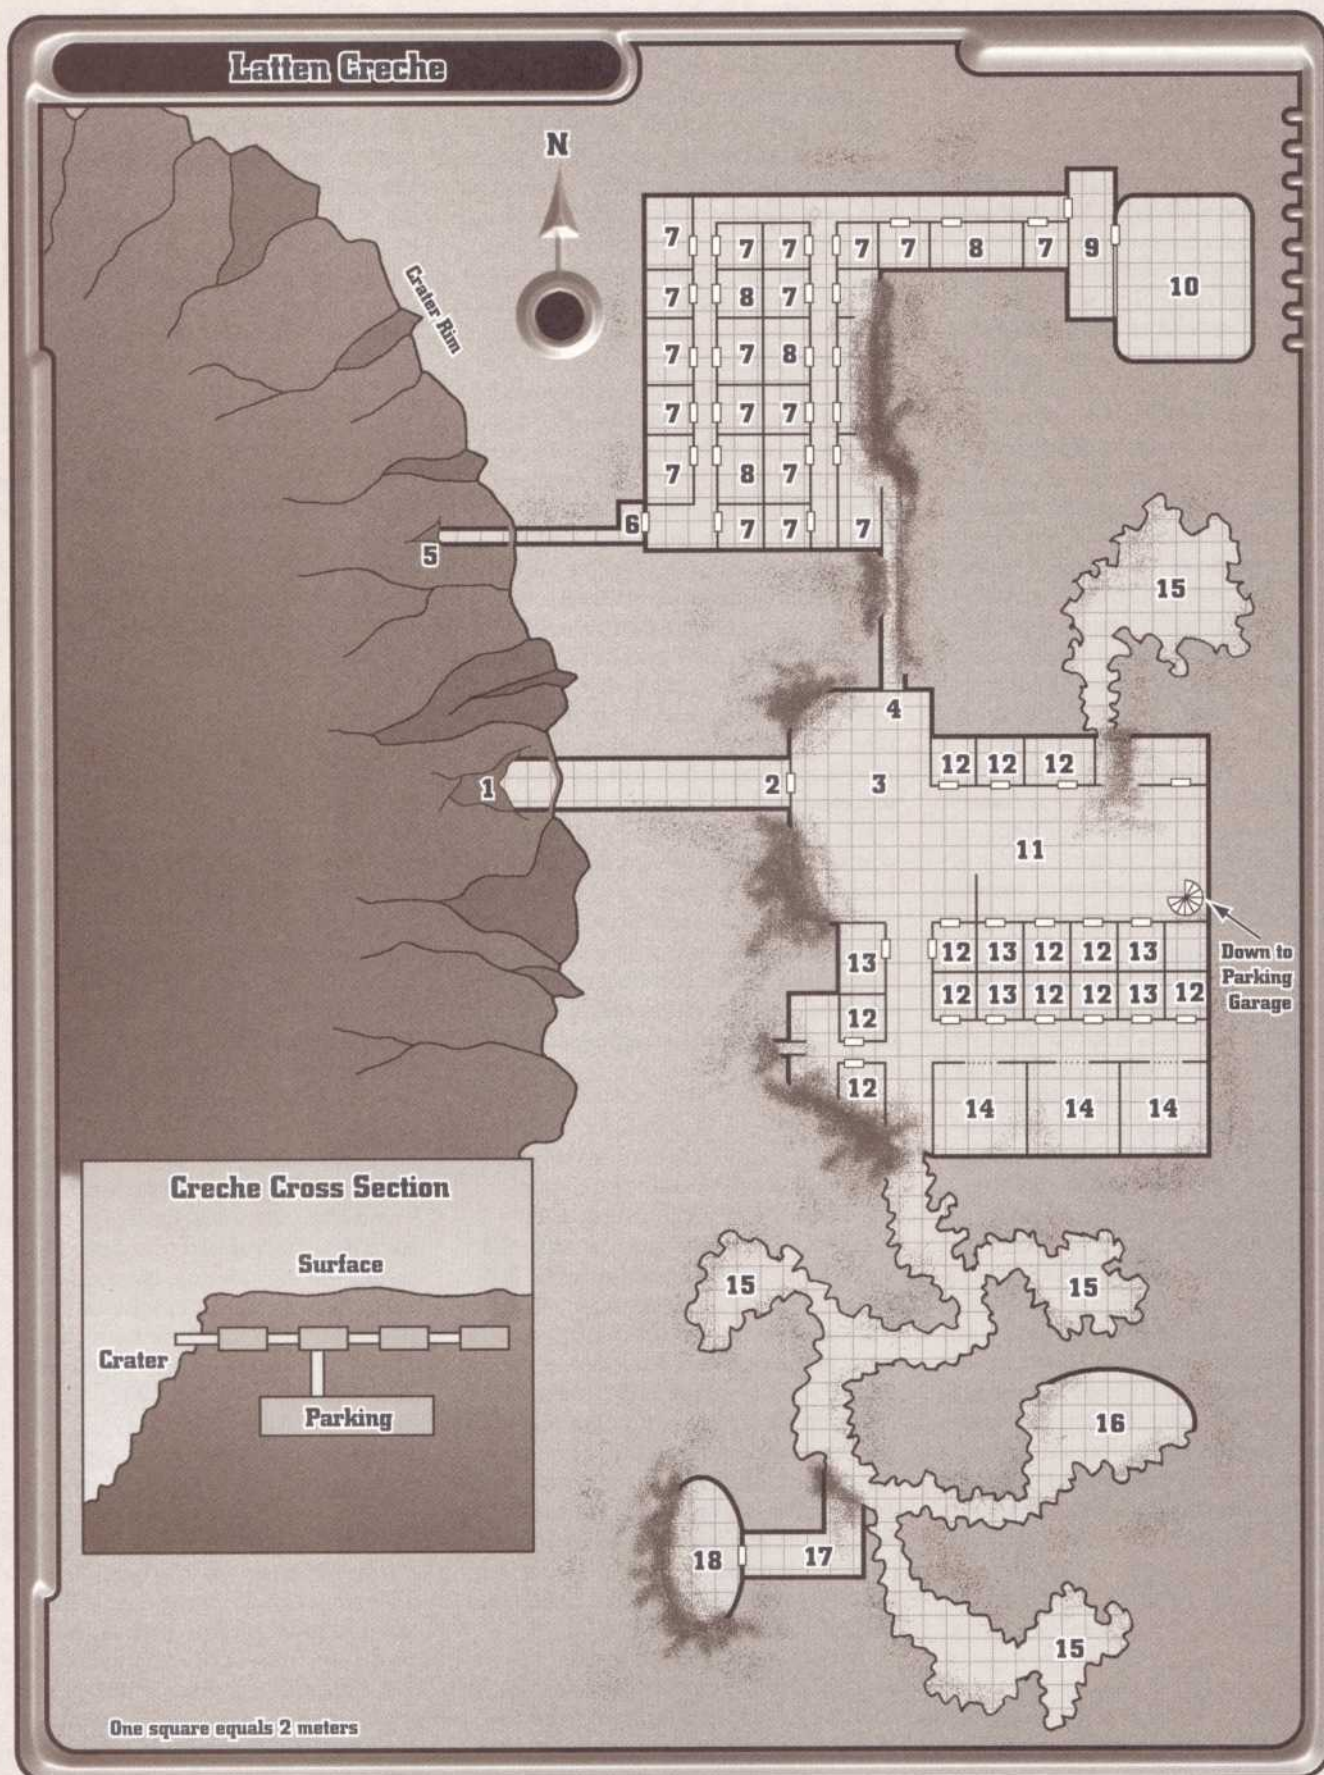 Latten Creche
N
Crater Rim
7
7 7 7 7 8 7 9
10
7 8 7
7 7 8
7 7 7
7 8 7
6
7 7 7
5
15
4
12 12 12
1 2 3
11
13 12 13 12 12 13
Down to
Parking
Garage
12 13 12 12 13 12
12
12
14 14 14
Creche Cross Section
Surface
Crater
Parking
15 15
16
18 17
15
One square equals 2 meters